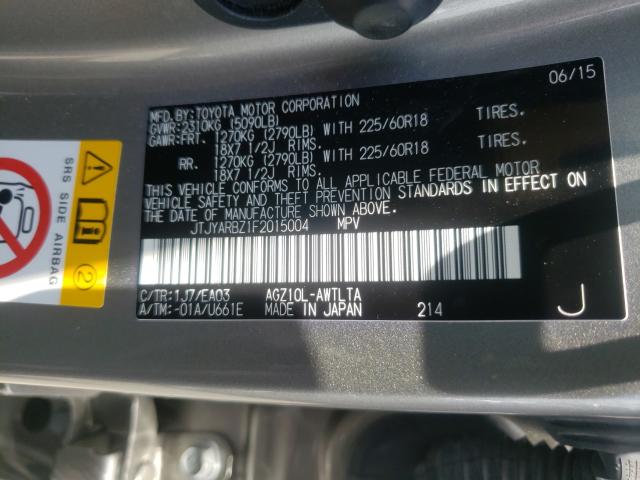 06/15
MFD.BY:TOYOTA MOTOR CORPORATION
GVWR:2310KG (5090LB)
GAWR:FRT. 1270KG (2790LB) WITH 225/60R18 TIRES.
18X7 1/2J RIMS.
RR. 1270KG (2790LB) WITH 225/60R18 TIRES.
18X7 1/2J RIMS.
THIS VEHICLE CONFORMS TO ALL APPLICABLE FEDERAL MOTOR
VEHICLE SAFETY AND THEFT PREVENTION STANDARDS IN EFFECT ON
THE DATE OF MANUFACTURE SHOWN ABOVE.
JTJYARBZ1F2015004 MPV
C/TR:1J7/EA03 AGZ10L-AWTLTA
A/TM:-01A/U661E MADE IN JAPAN 214 J
SRS SIDE AIRBAG
2